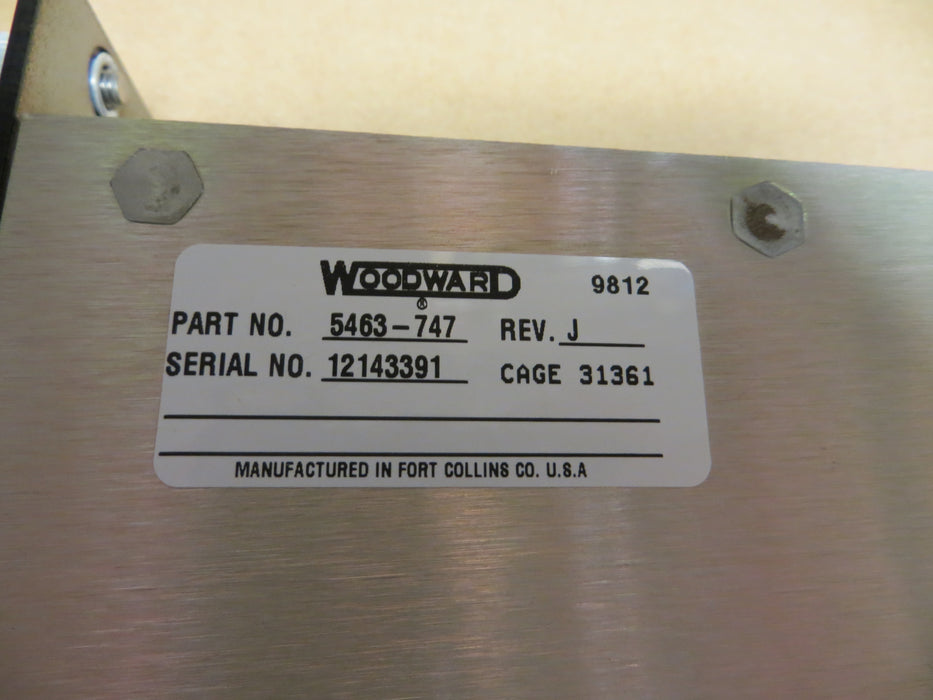 WOODWARD 9812
®
PART NO. 5463-747 REV. J
SERIAL NO. 12143391 CAGE 31361
MANUFACTURED IN FORT COLLINS CO. U.S.A